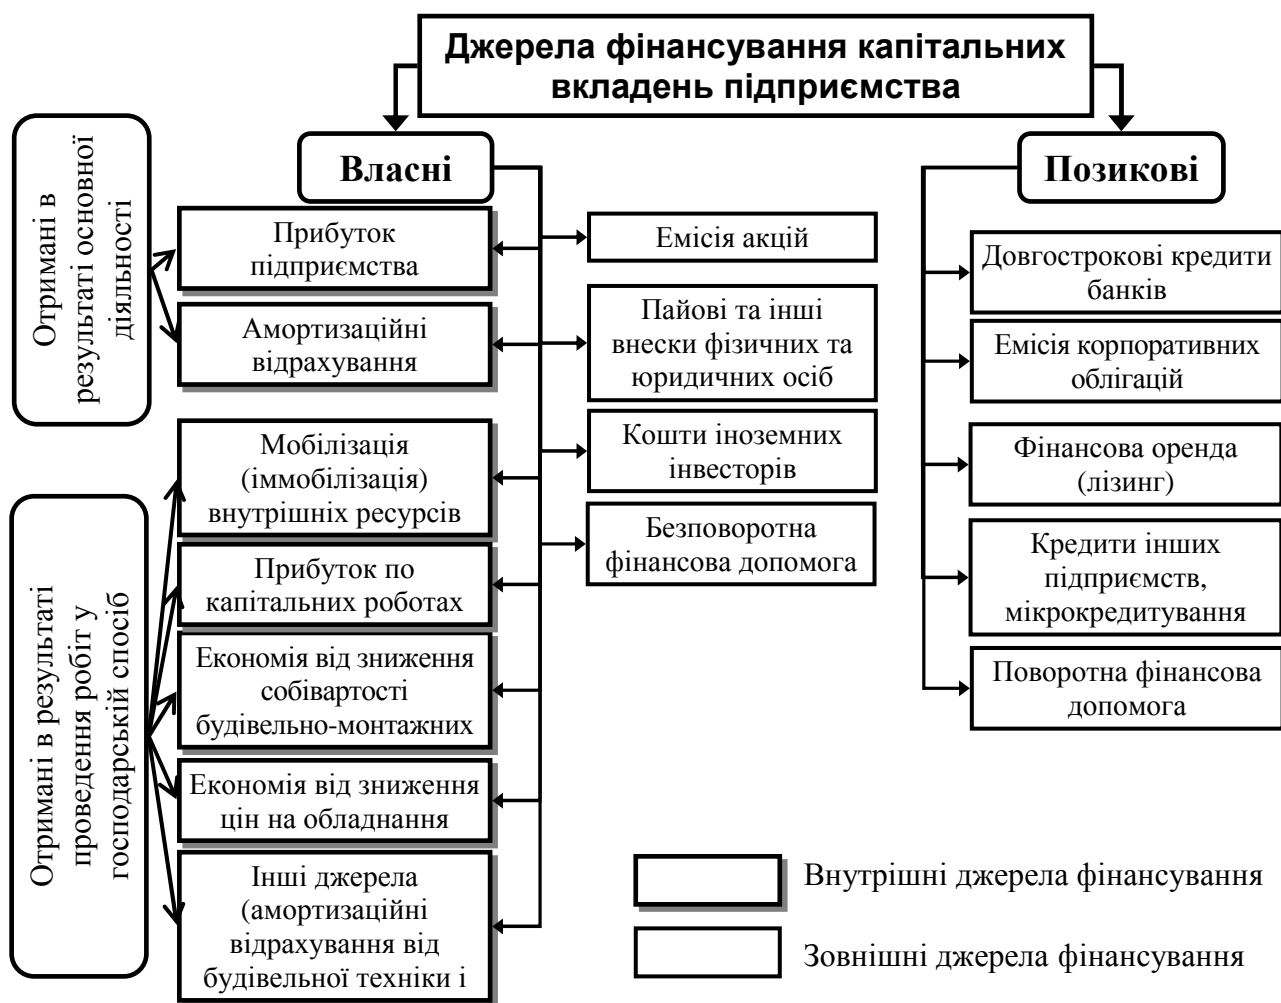 Джерела фінансування капітальних
вкладень підприємства
Власні
Позикові
Отримані в
результаті основної
діяльності
Прибуток
підприємства
Амортизаційні
відрахування
Отримані в результаті
проведення робіт у
господарській спосіб
Мобілізація
(іммобілізація)
внутрішніх ресурсів
Прибуток по
капітальних роботах
Економія від зниження
собівартості
будівельно-монтажних
Економія від зниження
цін на обладнання
Інші джерела
(амортизаційні
відрахування від
будівельної техніки і
Емісія акцій
Пайові та інші
внески фізичних та
юридичних осіб
Кошти іноземних
інвесторів
Безповоротна
фінансова допомога
Довгострокові кредити
банків
Емісія корпоративних
облігацій
Фінансова оренда
(лізинг)
Кредити інших
підприємств,
мікрокредитування
Поворотна фінансова
допомога
Внутрішні джерела фінансування
Зовнішні джерела фінансування